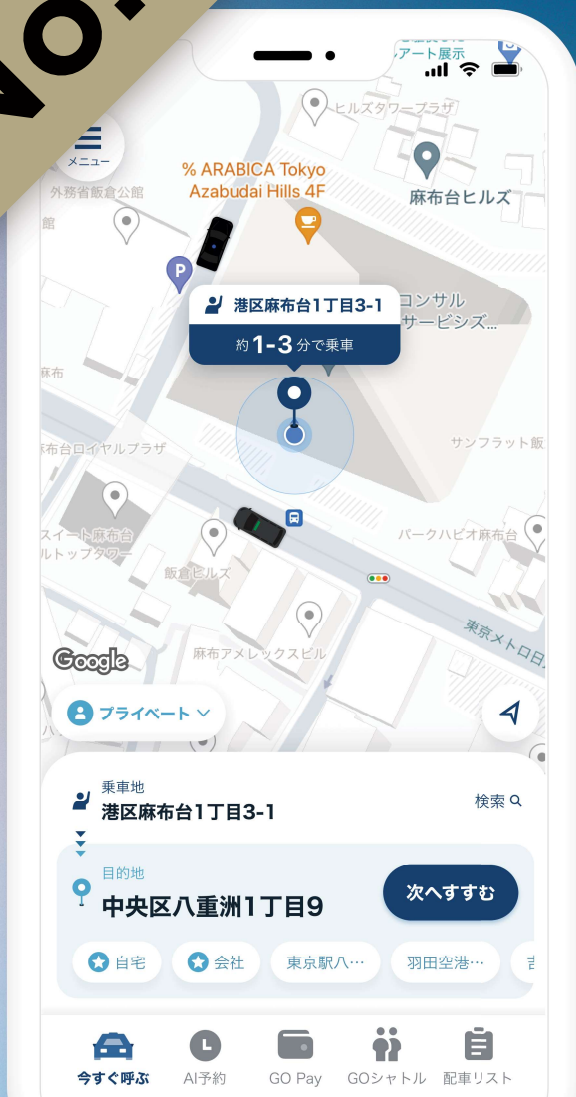 No.
アート展示
ヒルズタワープラザ
メニュー
% ARABICA Tokyo
Azabudai Hills 4F
外務省飯倉公館
麻布台ヒルズ
館
P
港区麻布台1丁目3-1
コンサル
サービシズ...
約1-3分で乗車
麻布
布台ロイヤルプラザ
サンフラット飯
スイート麻布台
ルトップタワー
パークハビオ麻布台
飯倉ヒルズ
東京メトロ日
麻布アメレックスビル
Google
プライベート
乗車地
港区麻布台1丁目3-1
検索
目的地
中央区八重洲1丁目9
次へすすむ
自宅
会社
東京駅八…
羽田空港…
今すぐ呼ぶ
AI予約
GO Pay
GOシャトル
配車リスト